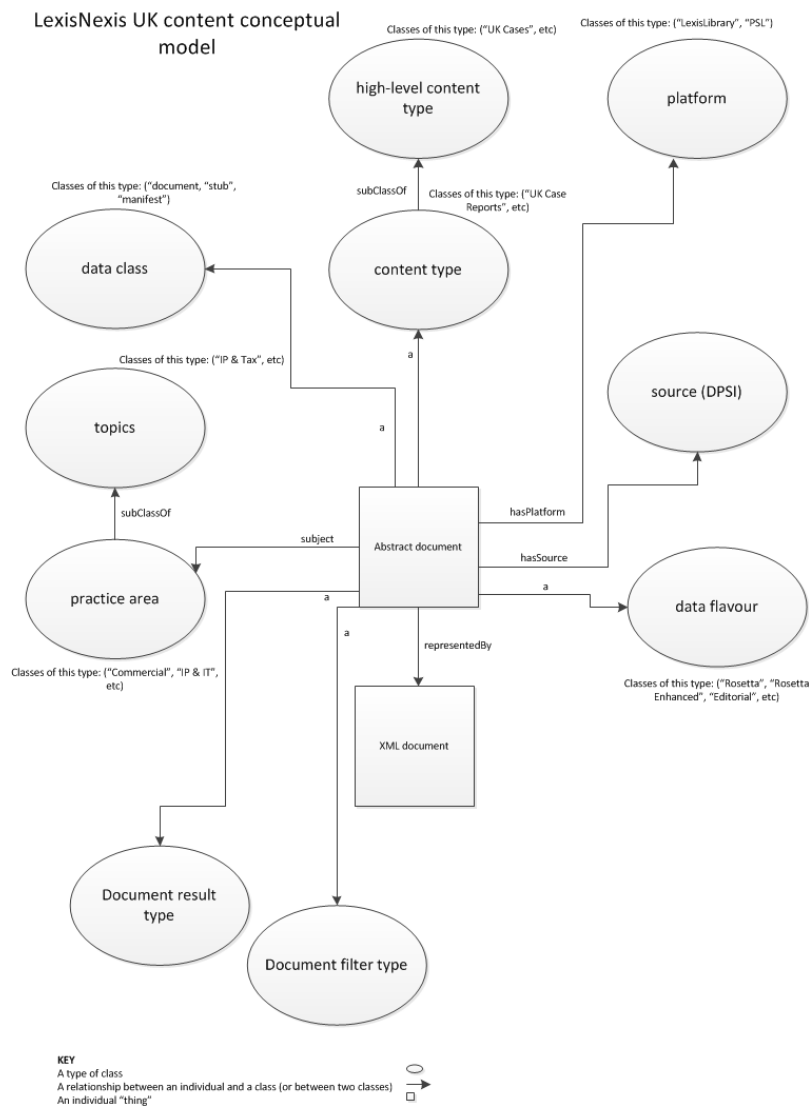 LexisNexis UK content conceptual
model
Classes of this type: (“UK Cases”, etc)
Classes of this type: (“LexisLibrary”, “PSL”)
high-level content
type
platform
Classes of this type: (“document, “stub”,
“manifest”)
subClassOf
Classes of this type: (“UK Case
Reports”, etc)
data class
content type
Classes of this type: (“IP & Tax”, etc)
a
source (DPSI)
topics
a
subClassOf
hasPlatform
subject
Abstract document
hasSource
practice area
a
a
data flavour
a
representedBy
Classes of this type: (“Commercial”, “IP & IT”,
etc)
Classes of this type: (“Rosetta”, “Rosetta
Enhanced”, “Editorial”, etc)
XML document
Document result
type
Document filter type
KEY
A type of class
A relationship between an individual and a class (or between two classes)
An individual “thing”